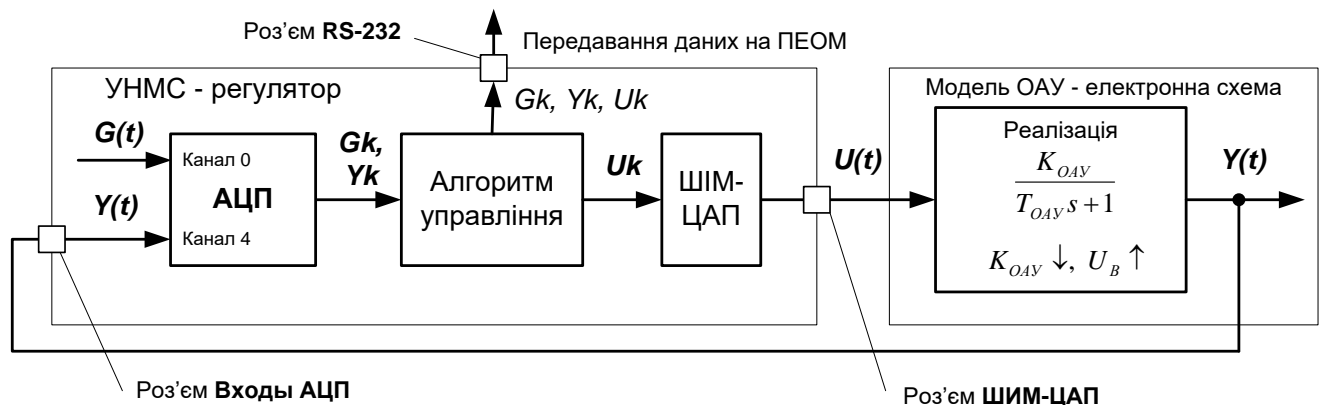 Роз’єм RS-232
Передавання даних на ПЕОМ
УНМС - регулятор
Gk, Yk, Uk
G(t)
Канал 0
АЦП
Y(t)
Канал 4
Gk,
Yk
Алгоритм
управління
Uk
ШІМ-
ЦАП
U(t)
Модель ОАУ - електронна схема
Реалізація
K_ОАУ
T_ОАУ s + 1
K_ОАУ ↓, U_В ↑
Y(t)
Роз’єм Входы АЦП
Роз’єм ШИМ-ЦАП